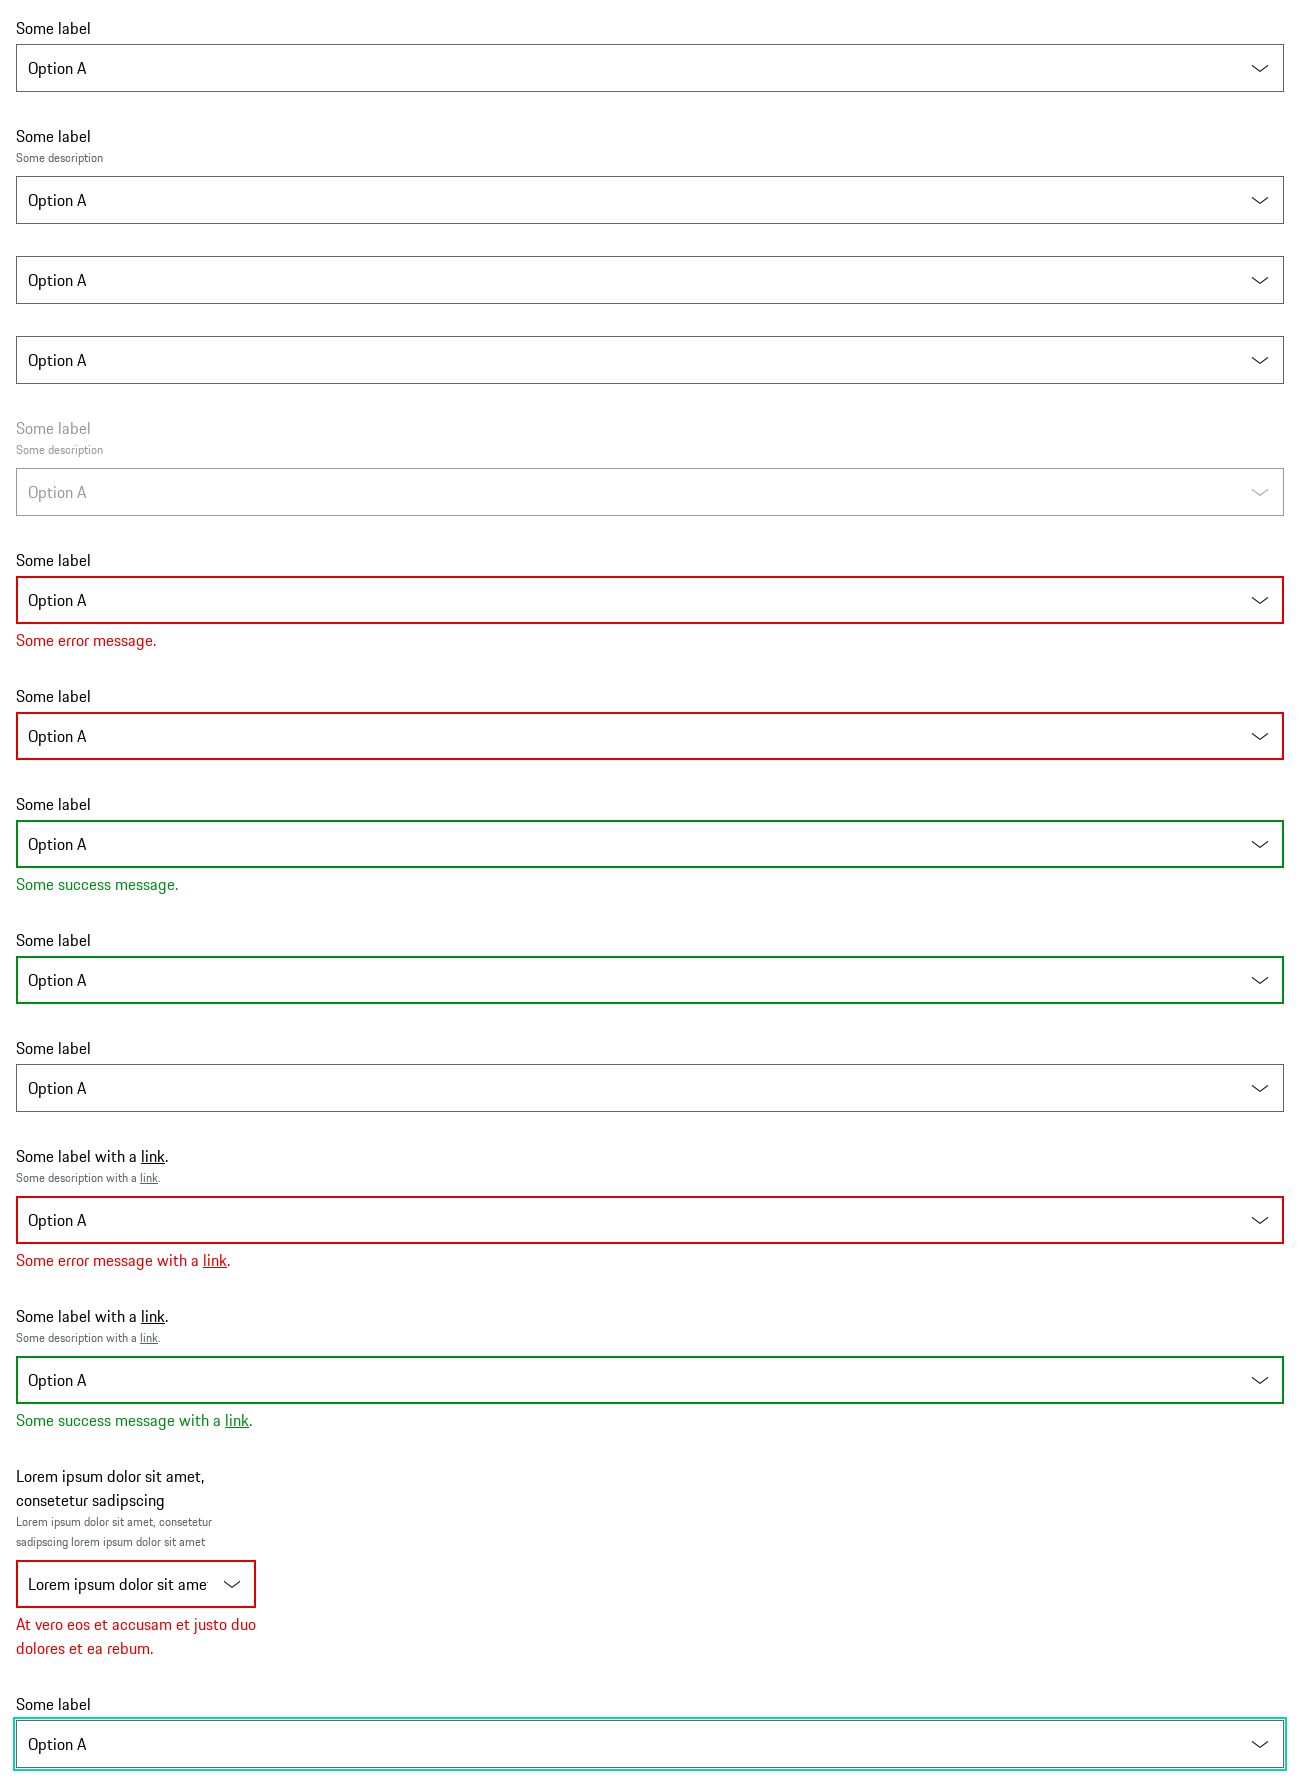 Some label
Option A
Some label
Some description
Option A
Option A
Option A
Some label
Some description
Option A
Some label
Option A
Some error message.
Some label
Option A
Some label
Option A
Some success message.
Some label
Option A
Some label
Option A
Some label with a link.
Some description with a link.
Option A
Some error message with a link.
Some label with a link.
Some description with a link.
Option A
Some success message with a link.
Lorem ipsum dolor sit amet,
consetetur sadipscing
Lorem ipsum dolor sit amet, consetetur
sadipscing lorem ipsum dolor sit amet
Lorem ipsum dolor sit ame
At vero eos et accusam et justo duo
dolores et ea rebum.
Some label
Option A